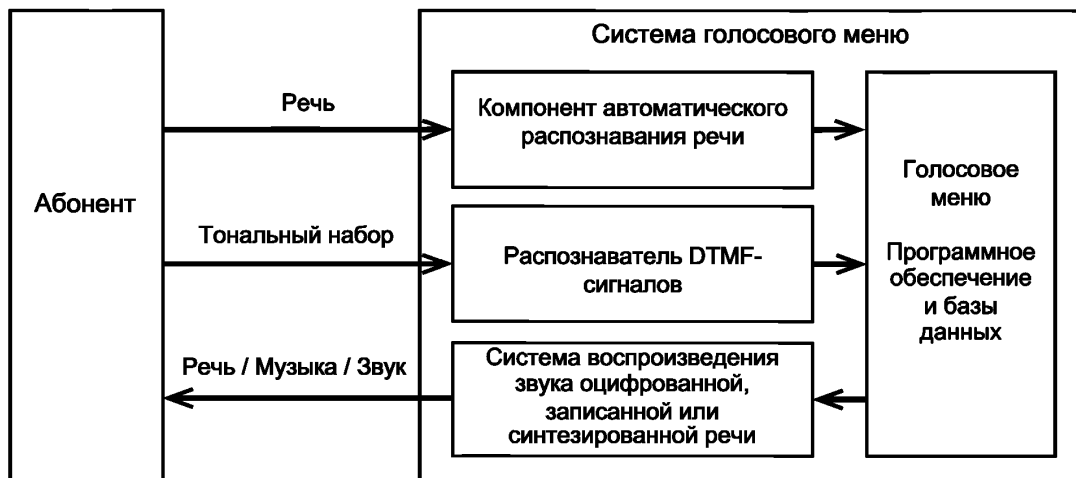 Система голосового меню
Абонент
Речь
Компонент автоматического
распознавания речи
Тональный набор
Распознаватель DTMF-
сигналов
Речь / Музыка / Звук
Система воспроизведения
звука оцифрованной,
записанной или
синтезированной речи
Голосовое
меню
Программное
обеспечение
и базы
данных